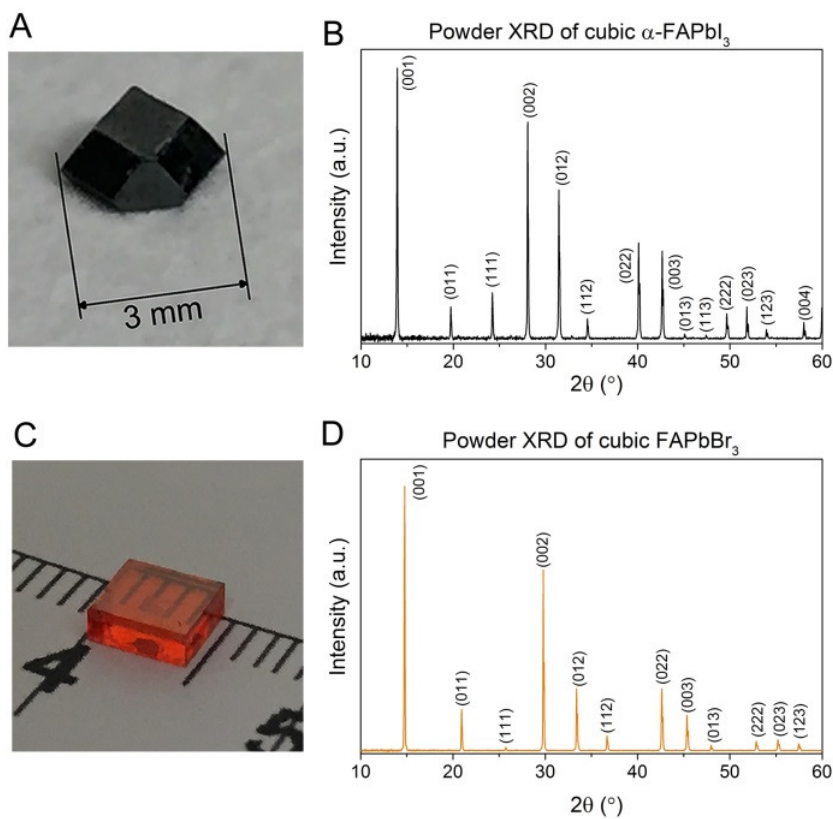 A
3 mm
B
Powder XRD of cubic α-FAPbI₃
Intensity (a.u.)
(001)
(011)
(111)
(002)
(012)
(112)
(022)
(003)
(013)
(113)
(222)
(023)
(123)
(004)
10 20 30 40 50 60
2θ (°)
C
4
D
Powder XRD of cubic FAPbBr₃
Intensity (a.u.)
(001)
(011)
(111)
(002)
(012)
(112)
(022)
(003)
(013)
(222)
(023)
(123)
10 20 30 40 50 60
2θ (°)